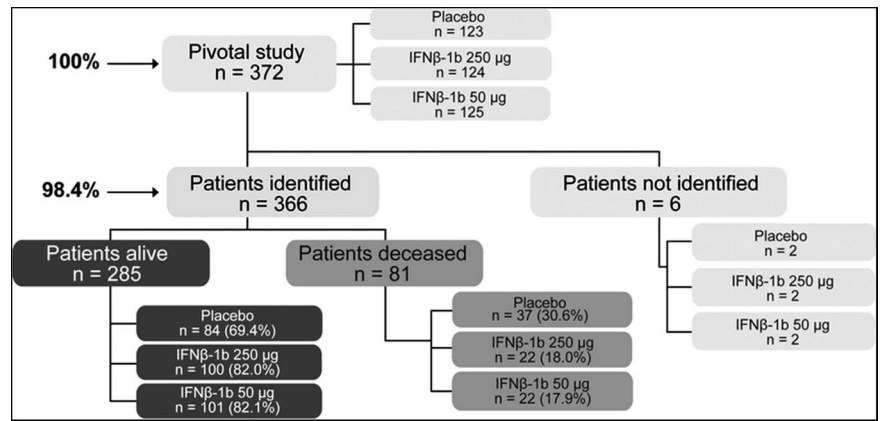 100%
Pivotal study
n = 372
Placebo
n = 123
IFNβ-1b 250 μg
n = 124
IFNβ-1b 50 μg
n = 125
98.4%
Patients identified
n = 366
Patients not identified
n = 6
Placebo
n = 2
IFNβ-1b 250 μg
n = 2
IFNβ-1b 50 μg
n = 2
Patients alive
n = 285
Placebo
n = 84 (69.4%)
IFNβ-1b 250 μg
n = 100 (82.0%)
IFNβ-1b 50 μg
n = 101 (82.1%)
Patients deceased
n = 81
Placebo
n = 37 (30.6%)
IFNβ-1b 250 μg
n = 22 (18.0%)
IFNβ-1b 50 μg
n = 22 (17.9%)